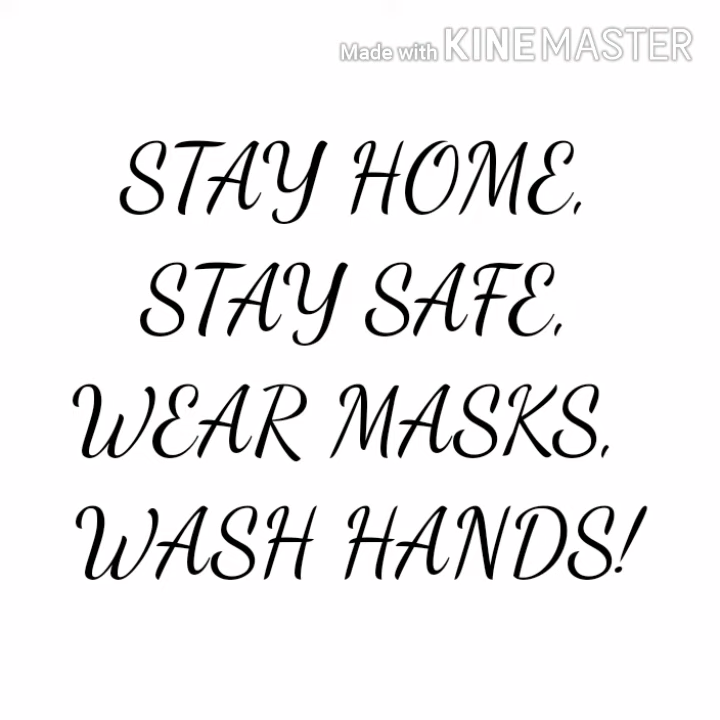 Made with KINEMASTER
STAY HOME,
STAY SAFE,
WEAR MASKS,
WASH HANDS!